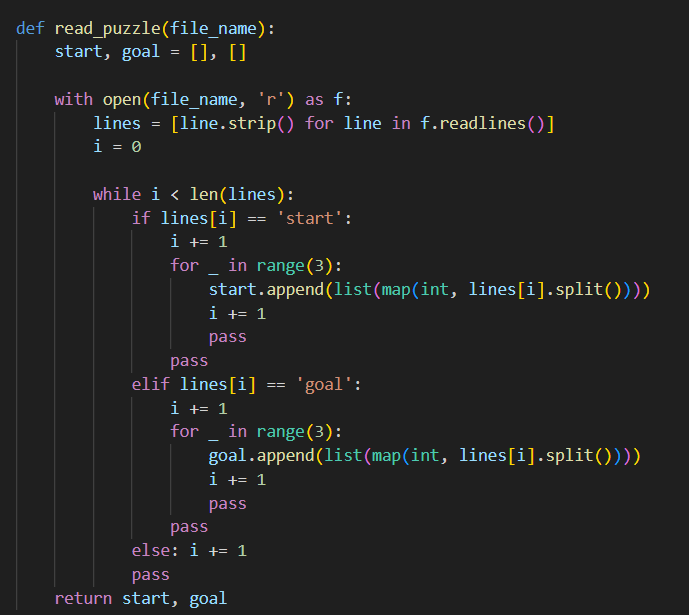 def read_puzzle(file_name):
    start, goal = [], []

    with open(file_name, 'r') as f:
        lines = [line.strip() for line in f.readlines()]
        i = 0

        while i < len(lines):
            if lines[i] == 'start':
                i += 1
                for _ in range(3):
                    start.append(list(map(int, lines[i].split())))
                    i += 1
                    pass
                pass
            elif lines[i] == 'goal':
                i += 1
                for _ in range(3):
                    goal.append(list(map(int, lines[i].split())))
                    i += 1
                    pass
                pass
            else: i += 1
            pass
    return start, goal